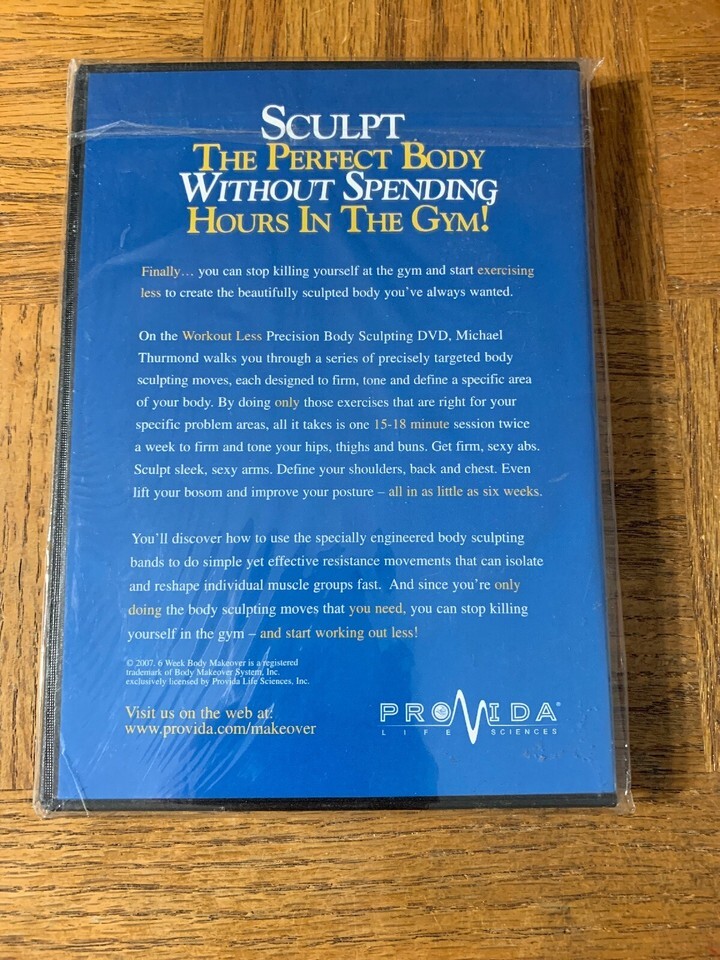 SCULPT
THE PERFECT BODY
WITHOUT SPENDING
HOURS IN THE GYM!
Finally... you can stop killing yourself at the gym and start exercising
less to create the beautifully sculpted body you've always wanted.
On the Workout Less Precision Body Sculpting DVD, Michael
Thurmond walks you through a series of precisely targeted body
sculpting moves, each designed to firm, tone and define a specific area
of your body. By doing only those exercises that are right for your
specific problem areas, all it takes is one 15-18 minute session twice
a week to firm and tone your hips, thighs and buns. Get firm, sexy abs.
Sculpt sleek, sexy arms. Define your shoulders, back and chest. Even
lift your bosom and improve your posture – all in as little as six weeks.
You'll discover how to use the specially engineered body sculpting
bands to do simple yet effective resistance movements that can isolate
and reshape individual muscle groups fast. And since you're only
doing the body sculpting moves that you need, you can stop killing
yourself in the gym – and start working out less!
© 2007. 6 Week Body Makeover is a registered
trademark of Body Makeover System, Inc.
exclusively licensed by Provida Life Sciences, Inc.
Visit us on the web at:
www.provida.com/makeover
PROVIDA®
LIFE SCIENCES